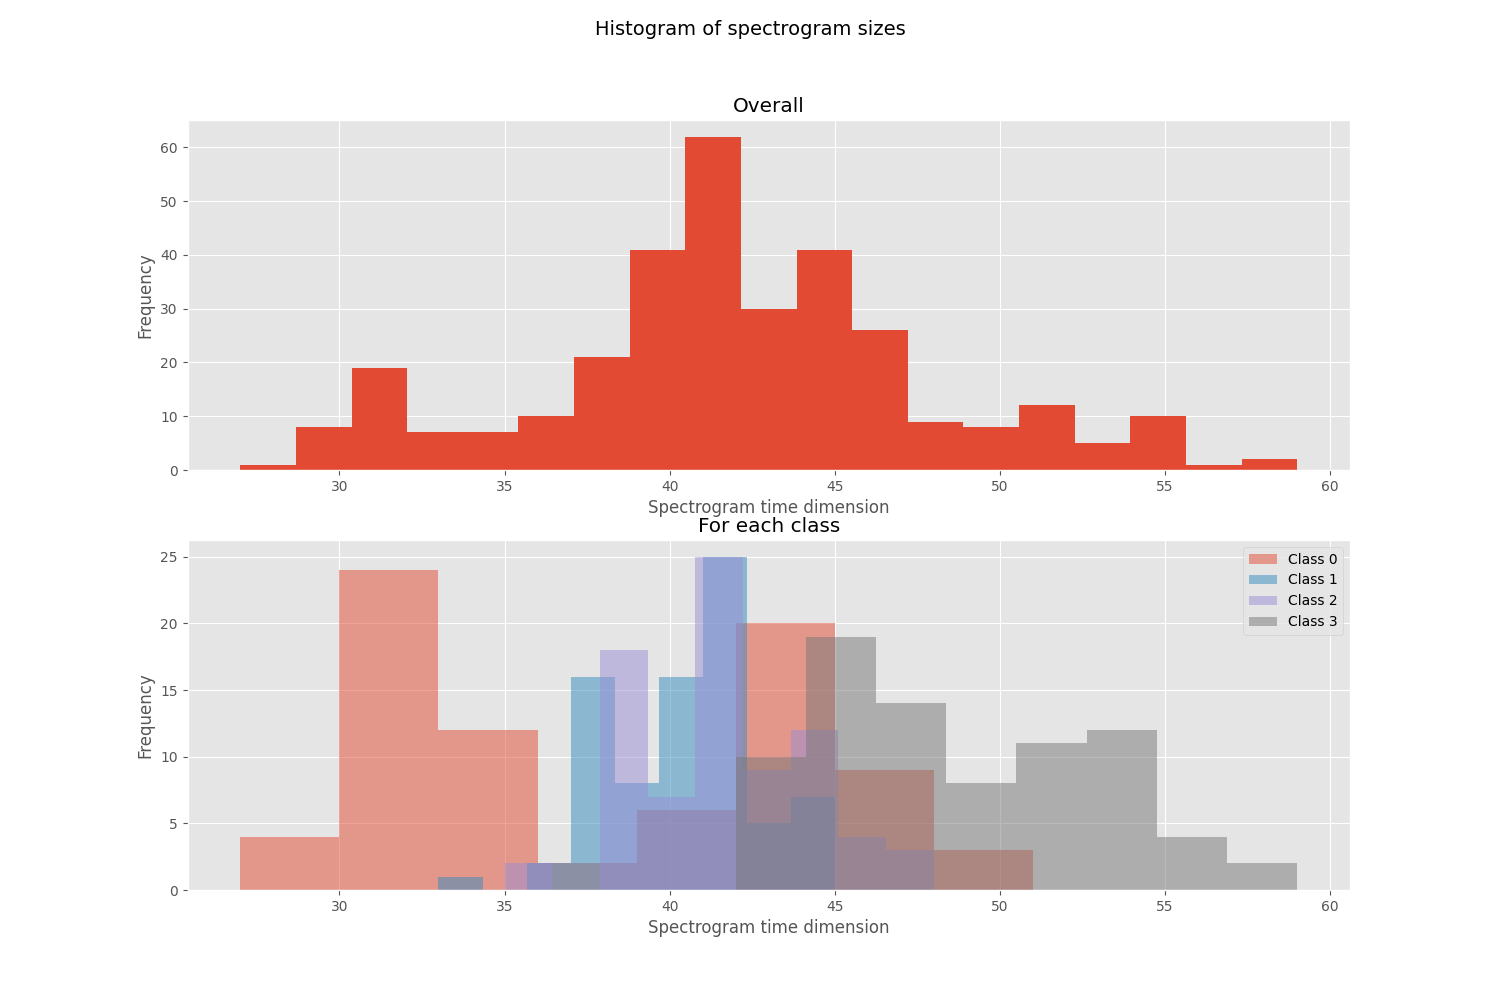 Histogram of spectrogram sizes
Overall
60
50
40
30
20
10
0
Frequency
30 35 40 45 50 55 60
Spectrogram time dimension
For each class
25
20
15
10
5
0
Frequency
Class 0
Class 1
Class 2
Class 3
30 35 40 45 50 55 60
Spectrogram time dimension